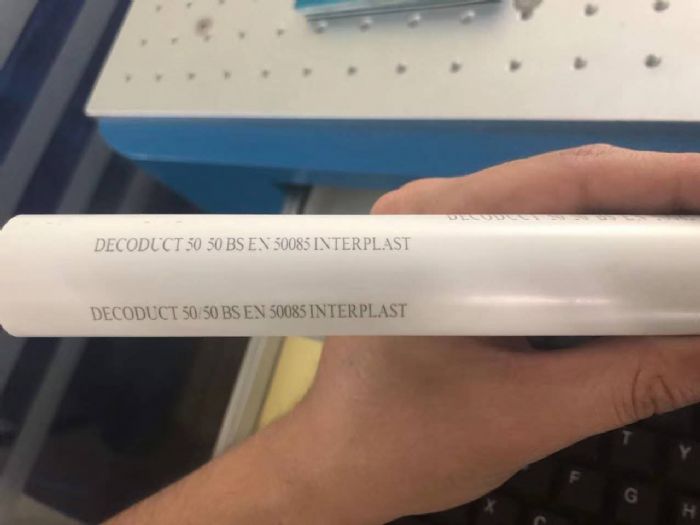 DECODUCT 50 50 BS EN 50085 INTERPLAST
DECODUCT 50/50 BS EN 50085 INTERPLAST
T
Y
F
G
H
X
C